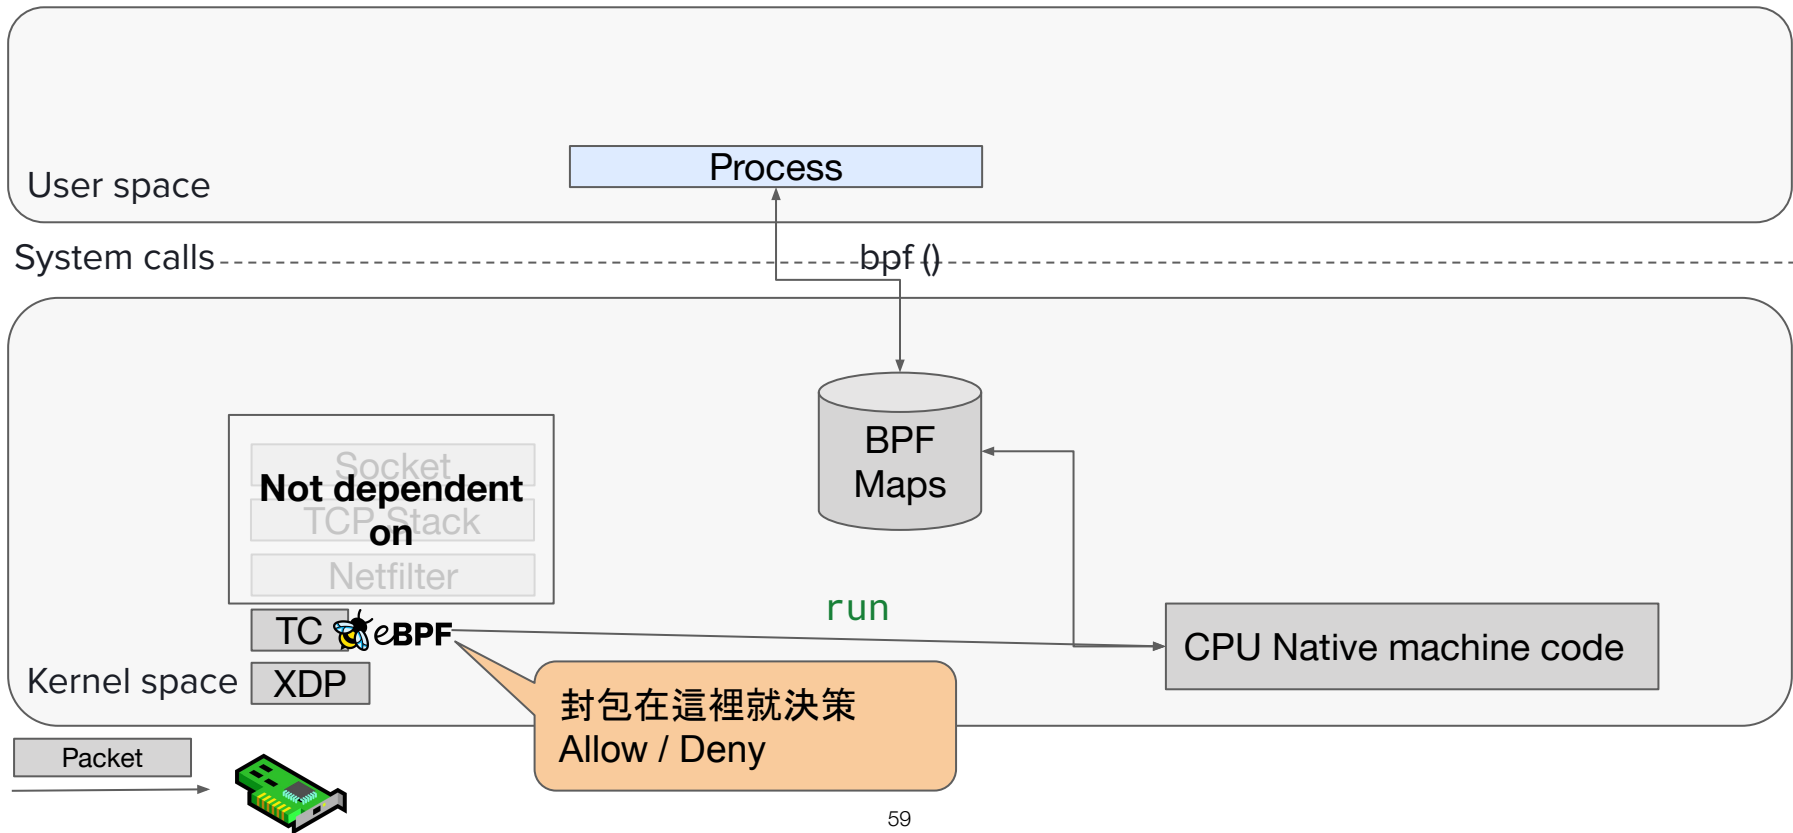 Process
User space
System calls
bpf ()
BPF
Maps
Socket
Not dependent
TCP Stack
on
Netfilter
run
TC
eBPF
CPU Native machine code
Kernel space
XDP
封包在這裡就決策
Allow / Deny
Packet
59